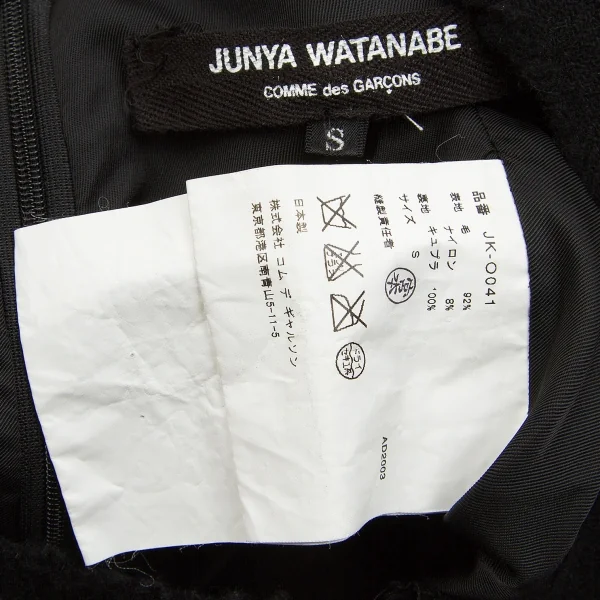 JUNYA WATANABE
COMME des GARÇONS
S
品番 JK-O041
表地 毛 92%
ナイロン 8%
裏地 キュプラ 100%
サイズ S
縫製責任者
ドライ
日本製
株式会社 コム デ ギャルソン
東京都港区南青山5-11-5
AD2003